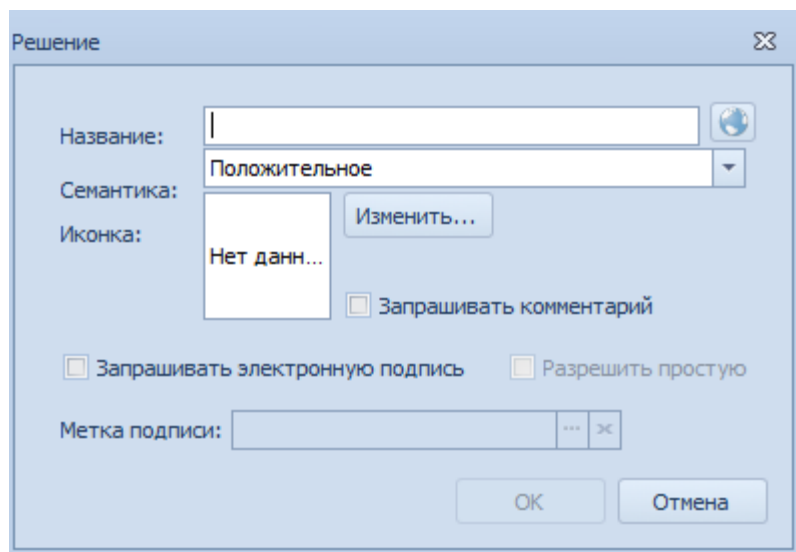 Решение
Название:
Семантика:
Положительное
Иконка:
Нет данн...
Изменить...
Запрашивать комментарий
Запрашивать электронную подпись
Разрешить простую
Метка подписи:
...
OK
Отмена